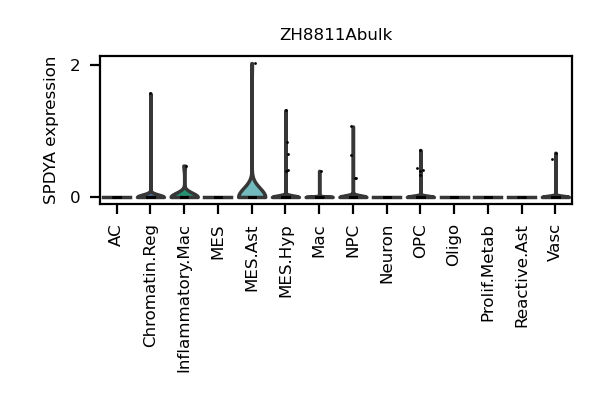 ZH8811Abulk
SPDYA expression
2
0
AC
Chromatin.Reg
Inflammatory.Mac
MES
MES.Ast
MES.Hyp
Mac
NPC
Neuron
OPC
Oligo
Prolif.Metab
Reactive.Ast
Vasc